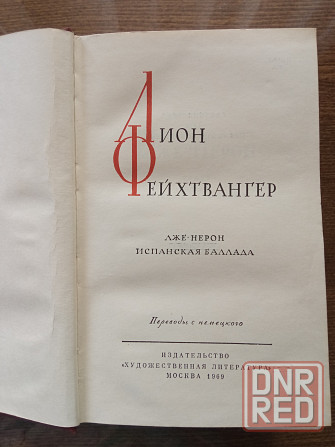 ЛИОН
ФЕЙХТВАНГЕР
ЛЖЕ-НЕРОН
ИСПАНСКАЯ БАЛЛАДА
Переводы с немецкого
ИЗДАТЕЛЬСТВО
«ХУДОЖЕСТВЕННАЯ ЛИТЕРАТУРА»
МОСКВА 1969
DNR
RED